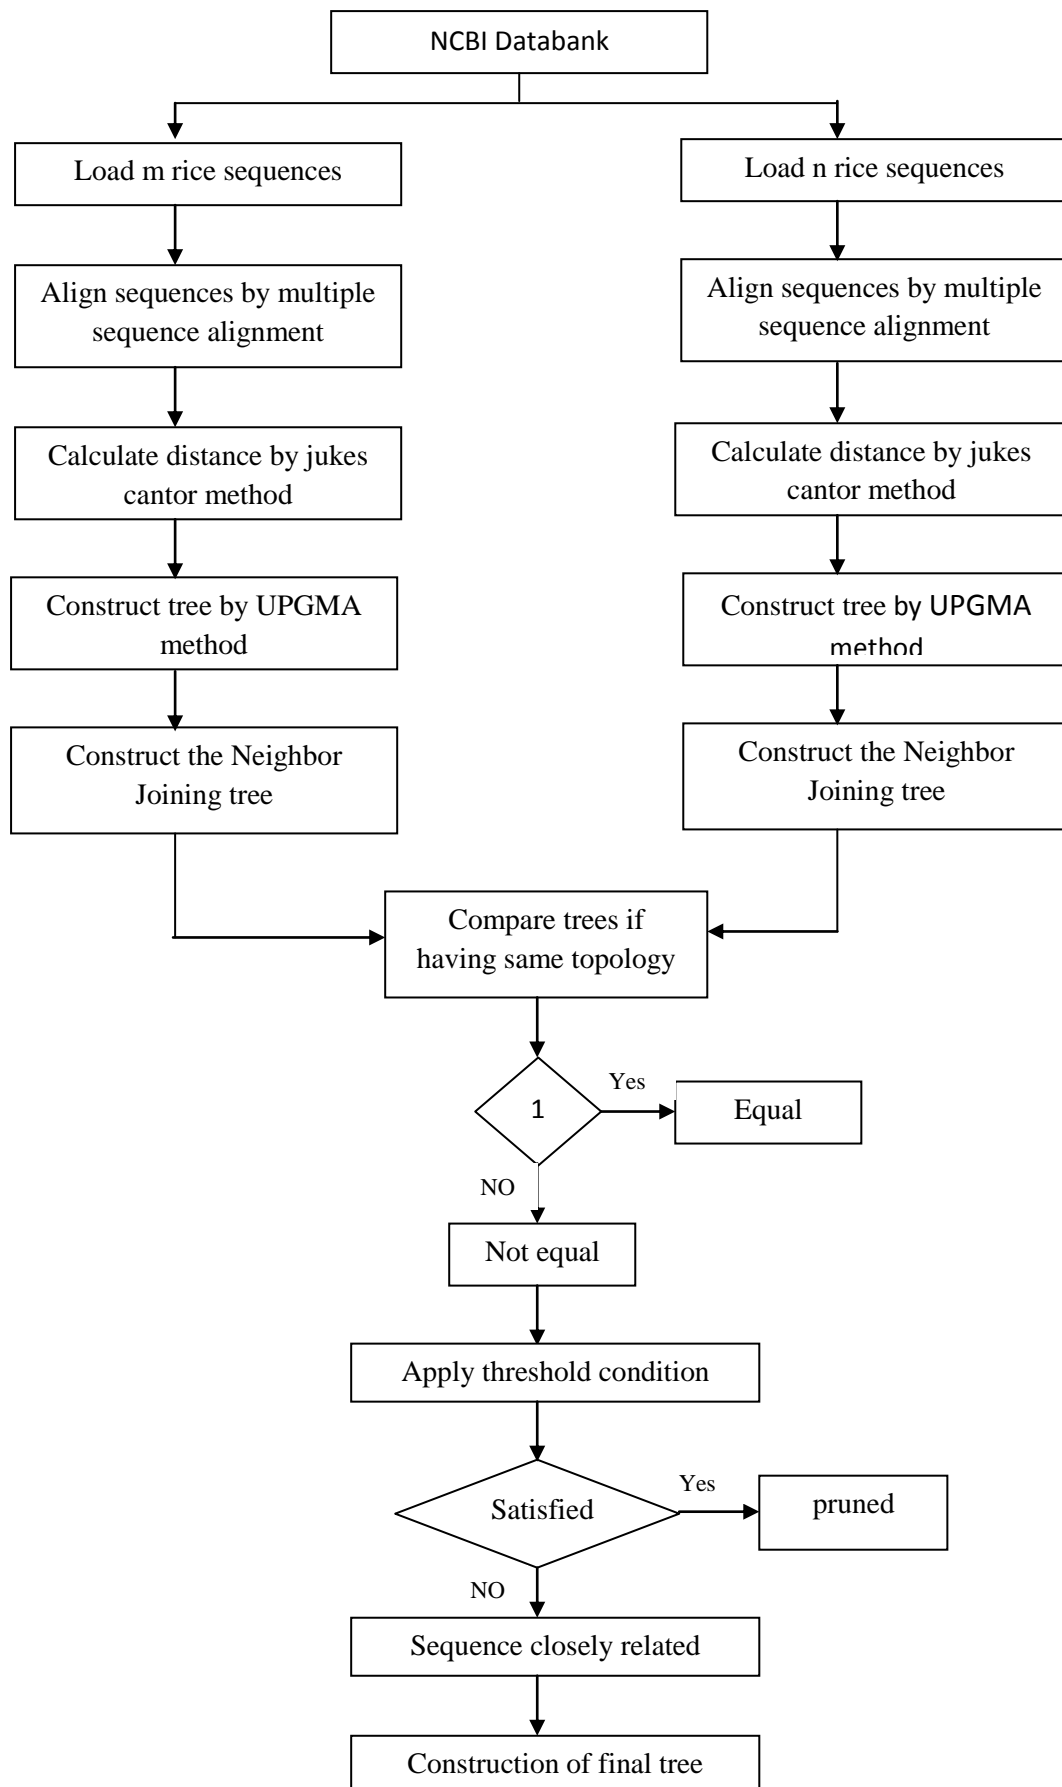 NCBI Databank
Load m rice sequences
Load n rice sequences
Align sequences by multiple
sequence alignment
Align sequences by multiple
sequence alignment
Calculate distance by jukes
cantor method
Calculate distance by jukes
cantor method
Construct tree by UPGMA
method
Construct tree by UPGMA
method
Construct the Neighbor
Joining tree
Construct the Neighbor
Joining tree
Compare trees if
having same topology
1
Yes
Equal
NO
Not equal
Apply threshold condition
Satisfied
Yes
pruned
NO
Sequence closely related
Construction of final tree